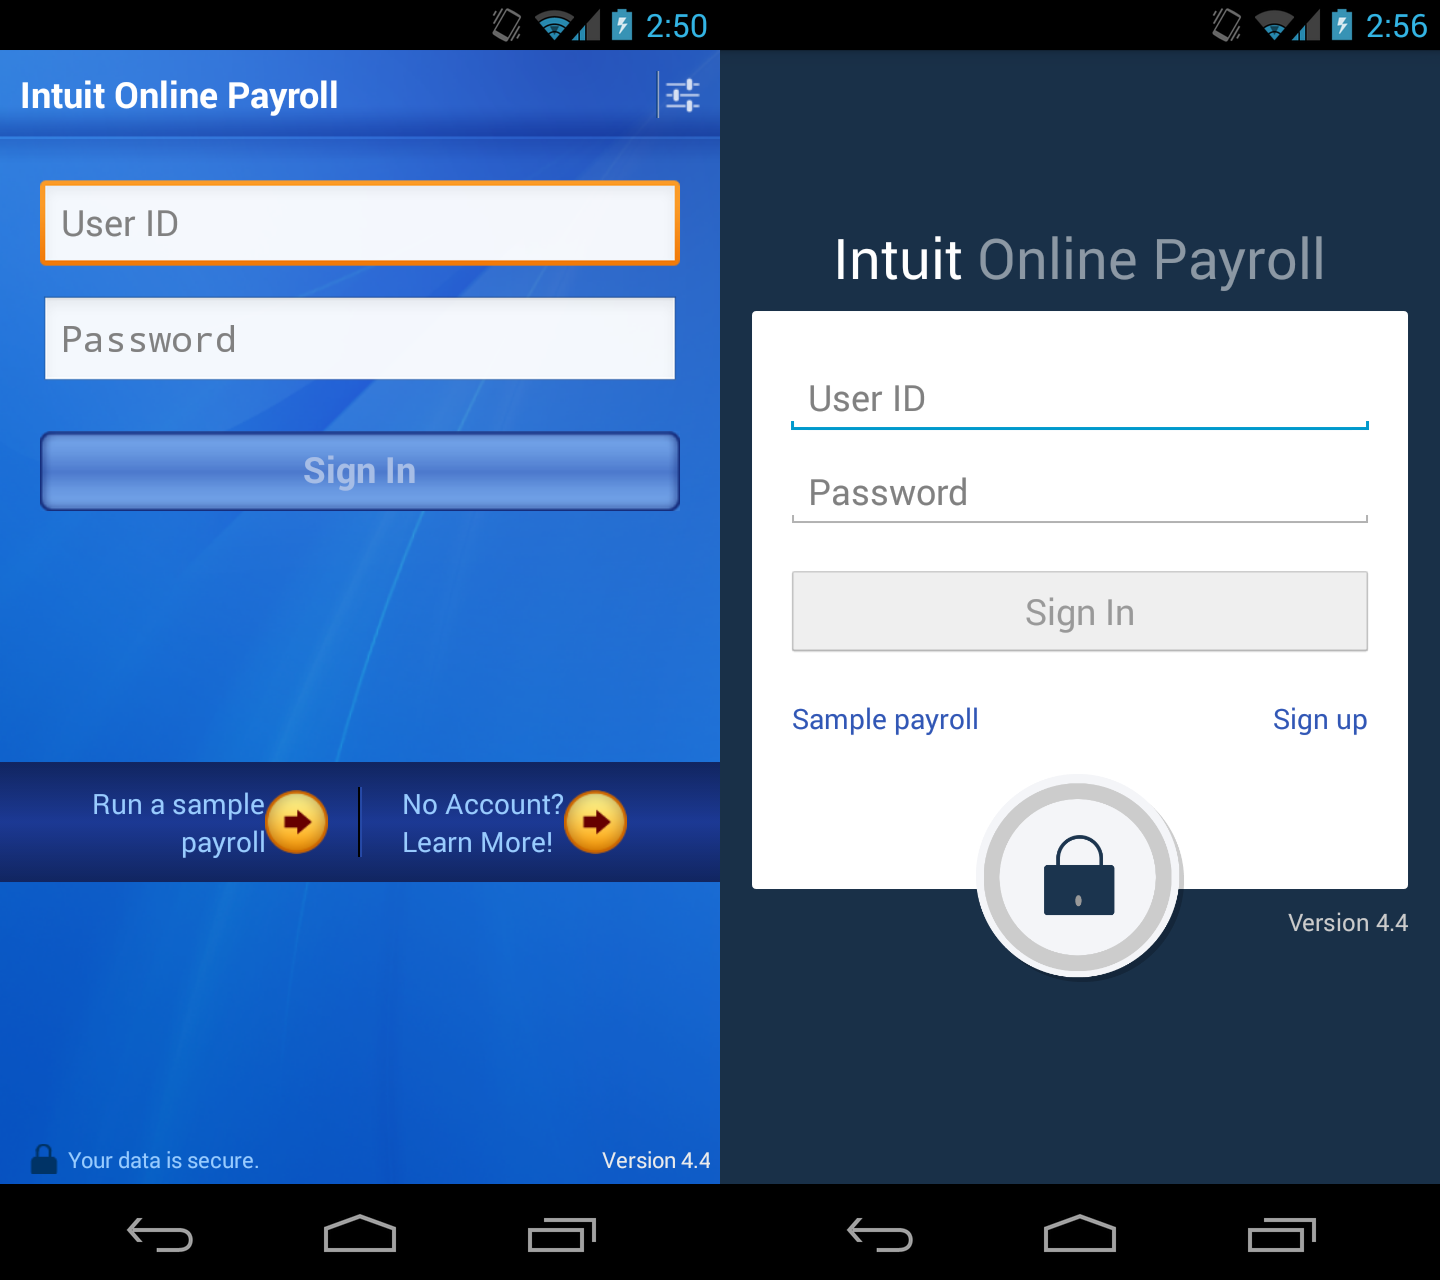 2:50
Intuit Online Payroll
User ID
Password
Sign In
Run a sample
payroll
No Account?
Learn More!
Your data is secure.
Version 4.4
2:56
Intuit Online Payroll
User ID
Password
Sign In
Sample payroll
Sign up
Version 4.4